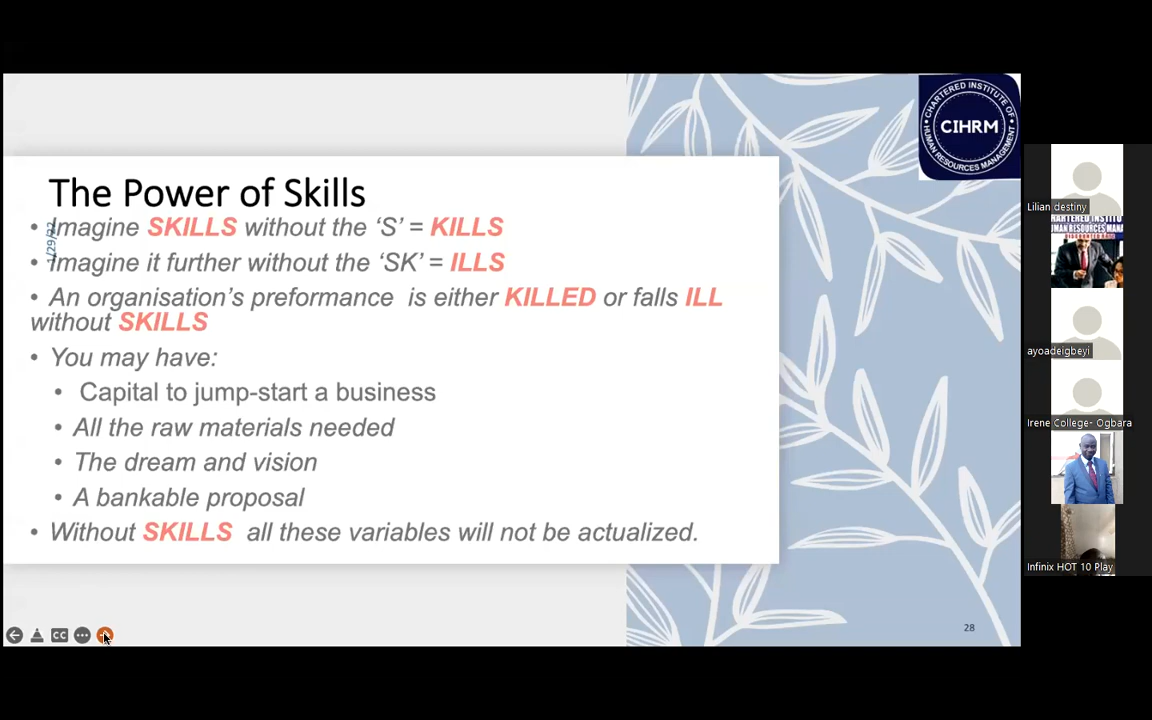 CHARTERED INSTITUTE OF
CIHRM
HUMAN RESOURCES MANAGEMENT
The Power of Skills
• Imagine SKILLS without the ‘S’ = KILLS
• Imagine it further without the ‘SK’ = ILLS
• An organisation’s preformance is either KILLED or falls ILL
without SKILLS
• You may have:
• Capital to jump-start a business
• All the raw materials needed
• The dream and vision
• A bankable proposal
• Without SKILLS all these variables will not be actualized.
28
CC
Lilian destiny
ayoadeigbeyi
Irene College- Ogbara
Infinix HOT 10 Play